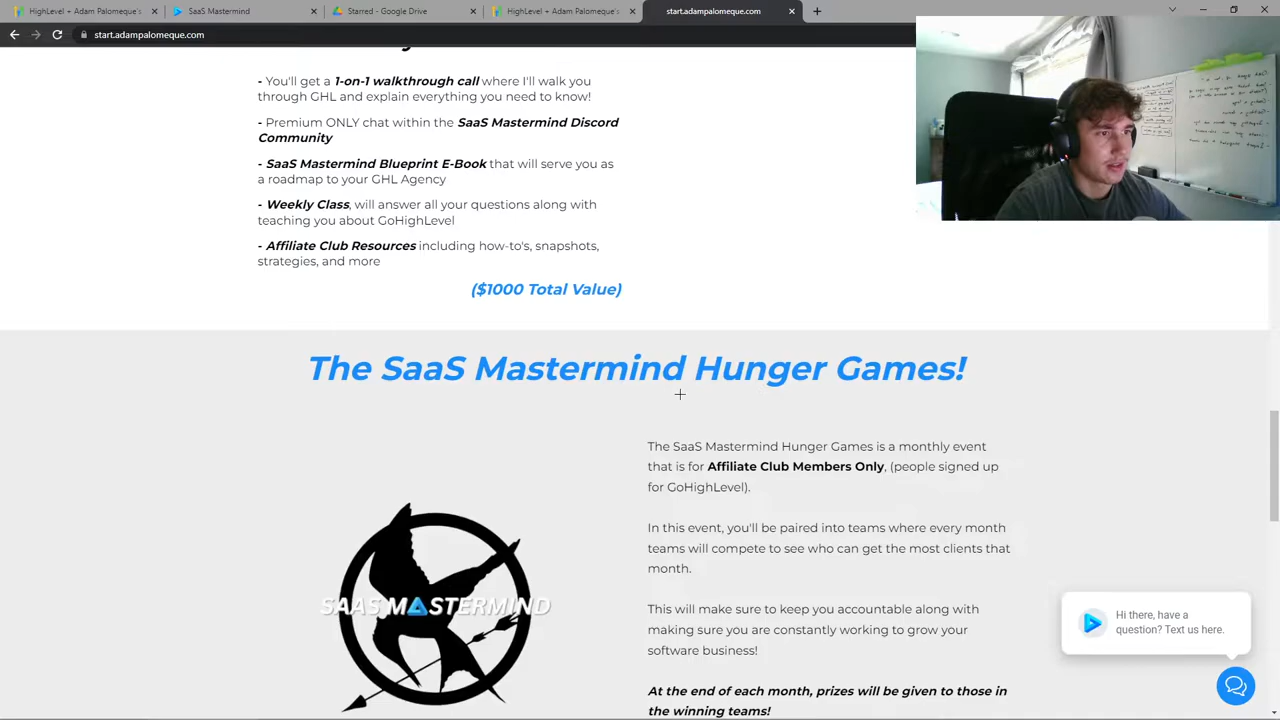 HighLevel + Adam Palomeque's
SaaS Mastermind
Starred - Google Drive
HighLevel + Adam Palomeque's
start.adampalomeque.com
start.adampalomeque.com
- You'll get a 1-on-1 walkthrough call where I'll walk you
through GHL and explain everything you need to know!
- Premium ONLY chat within the SaaS Mastermind Discord
Community
- SaaS Mastermind Blueprint E-Book that will serve you as
a roadmap to your GHL Agency
- Weekly Class, will answer all your questions along with
teaching you about GoHighLevel
- Affiliate Club Resources including how-to's, snapshots,
strategies, and more
($1000 Total Value)
The SaaS Mastermind Hunger Games!
The SaaS Mastermind Hunger Games is a monthly event
that is for Affiliate Club Members Only, (people signed up
for GoHighLevel).
In this event, you'll be paired into teams where every month
teams will compete to see who can get the most clients that
month.
This will make sure to keep you accountable along with
making sure you are constantly working to grow your
software business!
At the end of each month, prizes will be given to those in
the winning teams!
SAAS MASTERMIND
Hi there, have a
question? Text us here.